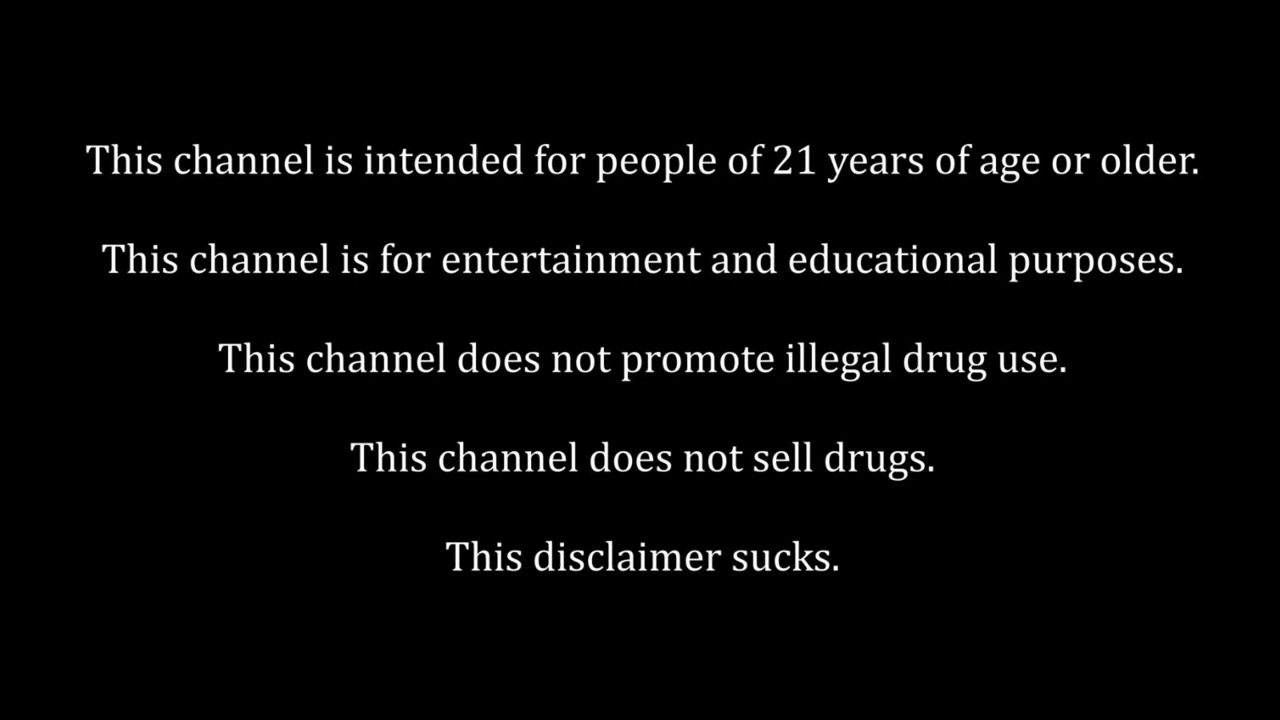 This channel is intended for people of 21 years of age or older.
This channel is for entertainment and educational purposes.
This channel does not promote illegal drug use.
This channel does not sell drugs.
This disclaimer sucks.